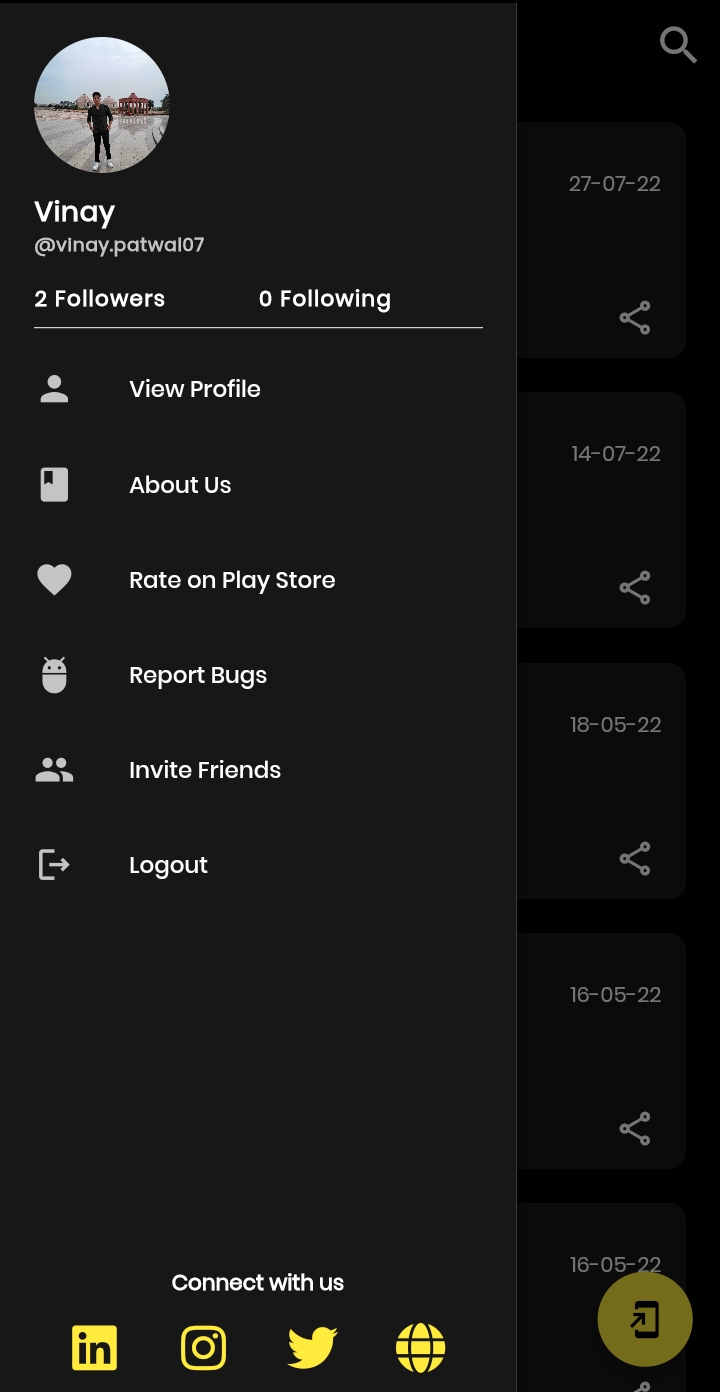 Vinay
@vinay.patwal07
2 Followers 0 Following
View Profile
About Us
Rate on Play Store
Report Bugs
Invite Friends
Logout
Connect with us
27-07-22
14-07-22
18-05-22
16-05-22
16-05-22